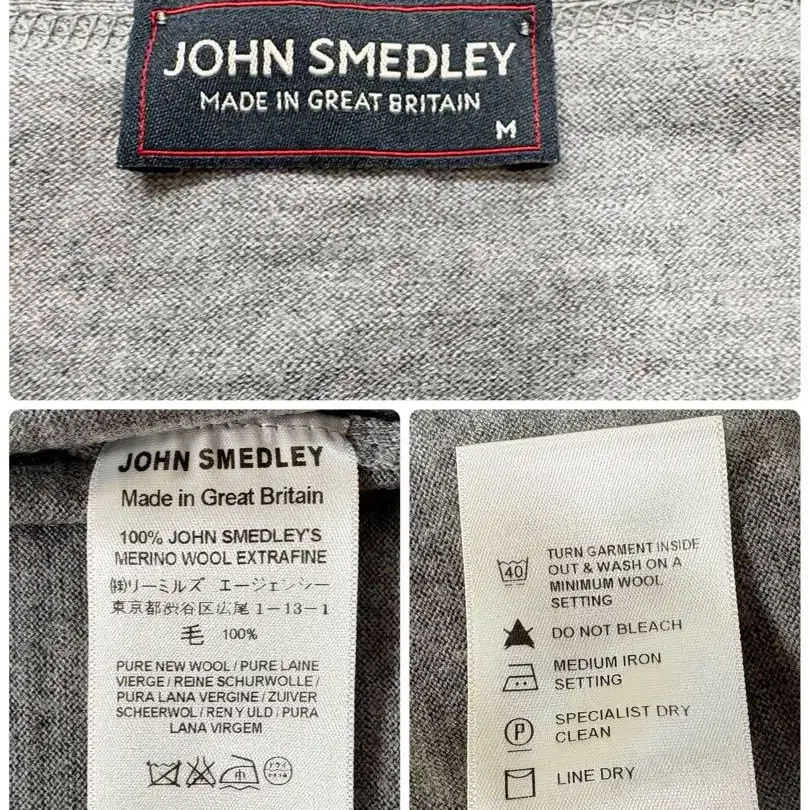 JOHN SMEDLEY
MADE IN GREAT BRITAIN
M
JOHN SMEDLEY
Made in Great Britain
100% JOHN SMEDLEY'S
MERINO WOOL EXTRAFINE
㈱リーミルズ エージェンシー
東京都渋谷区広尾1-13-1
毛 100%
PURE NEW WOOL / PURE LAINE
VIERGE / REINE SCHURWOLLE /
PURA LANA VERGINE / ZUIVER
SCHEERWOL / REN Y ULD / PURA
LANA VIRGEM
中
ドライ
40
TURN GARMENT INSIDE
OUT & WASH ON A
MINIMUM WOOL
SETTING
DO NOT BLEACH
MEDIUM IRON
SETTING
P
SPECIALIST DRY
CLEAN
LINE DRY